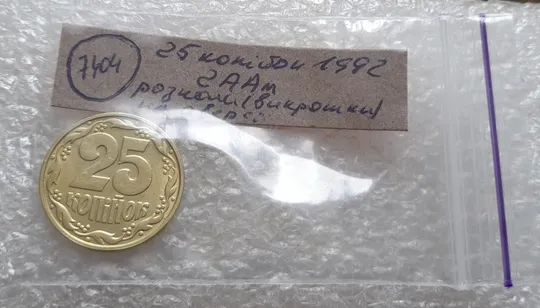 7404
25 копійок 1992
2ААм
розколи (викрошки)
25
КОПІЙОК